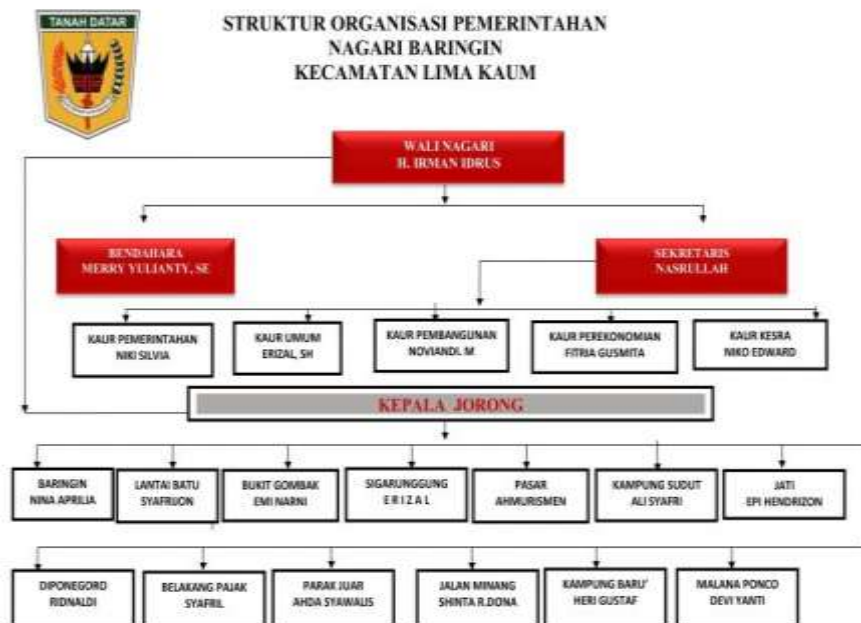 TANAH DATAR
STRUKTUR ORGANISASI PEMERINTAHAN
NAGARI BARINGIN
KECAMATAN LIMA KAUM
WALI NAGARI
H. IRMAN IDRUS
BENDAHARA
MERRY YULIANTY, SE
SEKRETARIS
NASRULLAH
KAUR PEMERINTAHAN
NIKI SILVIA
KAUR UMUM
ERIZAL, SH
KAUR PEMBANGUNAN
NOVIANDI. M
KAUR PEREKONOMIAN
FITRIA GUSMITA
KAUR KESRA
NIKO EDWARD
KEPALA JORONG
BARINGIN
NINA APRILIA
LANTAI BATU
SYAFRIJON
BUKIT GOMBAK
EMI NARNI
SIGARUNGGUNG
E R I Z A L
PASAR
AHMURISMEN
KAMPUNG SUDUT
ALI SYAFRI
JATI
EPI HENDRIZON
DIPONEGORO
RIDNALDI
BELAKANG PAJAK
SYAFRIL
PARAK JUAR
AHDA SYAWALIS
JALAN MINANG
SHINTA R.DONA
KAMPUNG BARU'
HERI GUSTAF
MALANA PONCO
DEVI YANTI